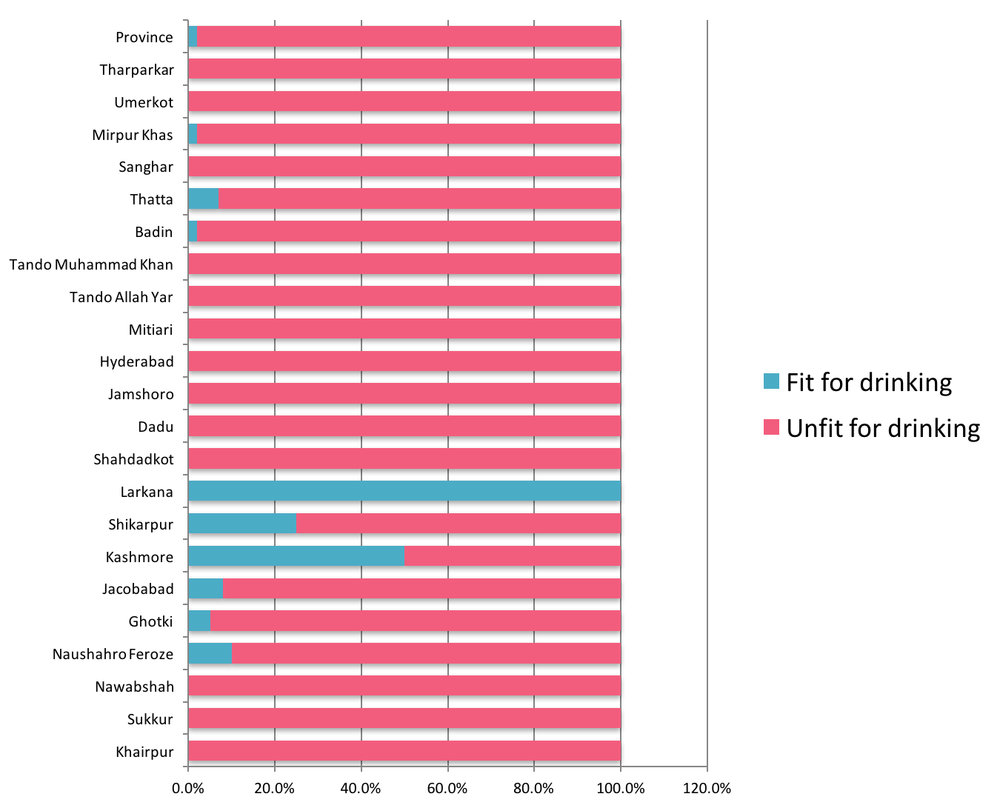 Province
Tharparkar
Umerkot
Mirpur Khas
Sanghar
Thatta
Badin
Tando Muhammad Khan
Tando Allah Yar
Mitiari
Hyderabad
Jamshoro
Dadu
Shahdadkot
Larkana
Shikarpur
Kashmore
Jacobabad
Ghotki
Naushahro Feroze
Nawabshah
Sukkur
Khairpur
0.0% 20.0% 40.0% 60.0% 80.0% 100.0% 120.0%
Fit for drinking
Unfit for drinking